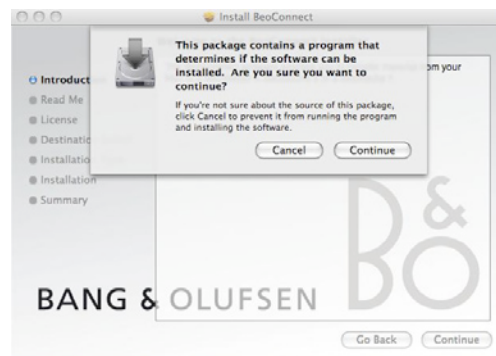 Install BeoConnect
This package contains a program that
determines if the software can be
installed. Are you sure you want to
continue?
If you're not sure about the source of this package,
click Cancel to prevent it from running the program
and installing the software.
Cancel
Continue
om your
Introduct
Read Me
License
Destinatio
Installatio
Installation
Summary
B&O
BANG & OLUFSEN
Go Back
Continue